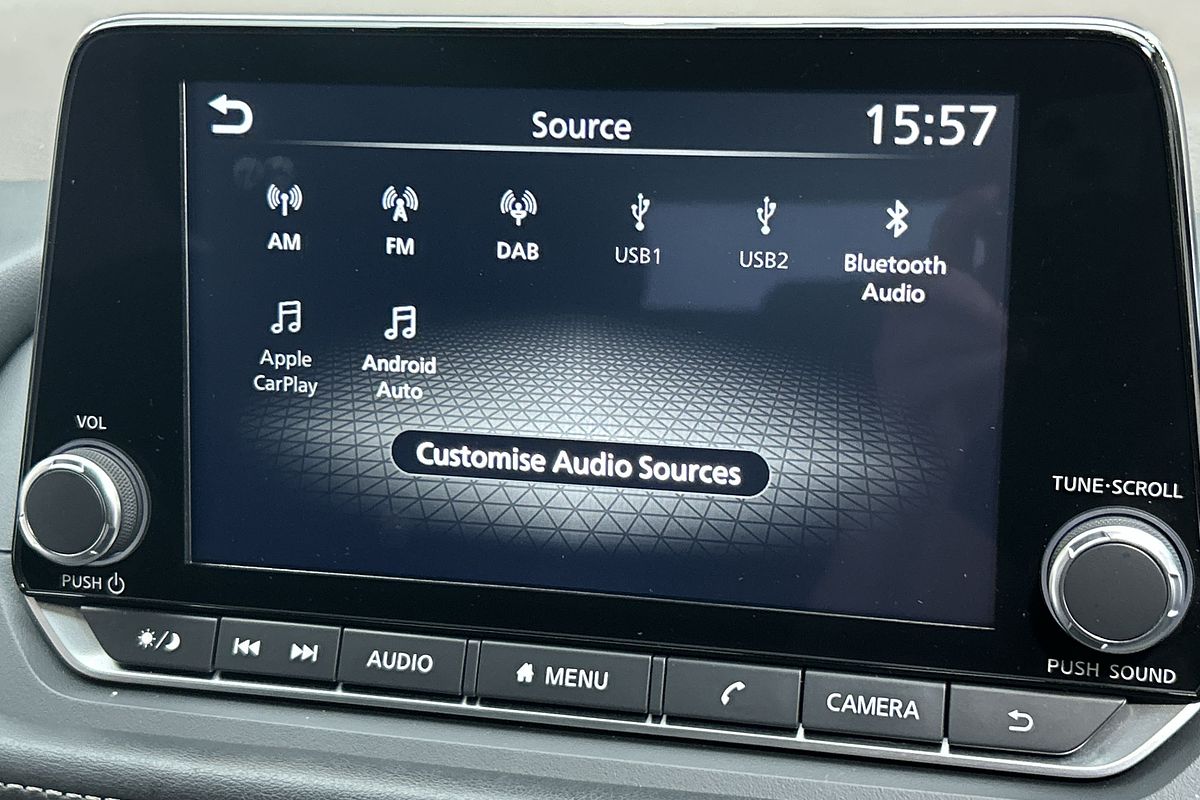 Source
15:57
AM
FM
DAB
USB1
USB2
Bluetooth
Audio
Apple
CarPlay
Android
Auto
Customise Audio Sources
VOL
PUSH
TUNE·SCROLL
PUSH SOUND
AUDIO
MENU
CAMERA